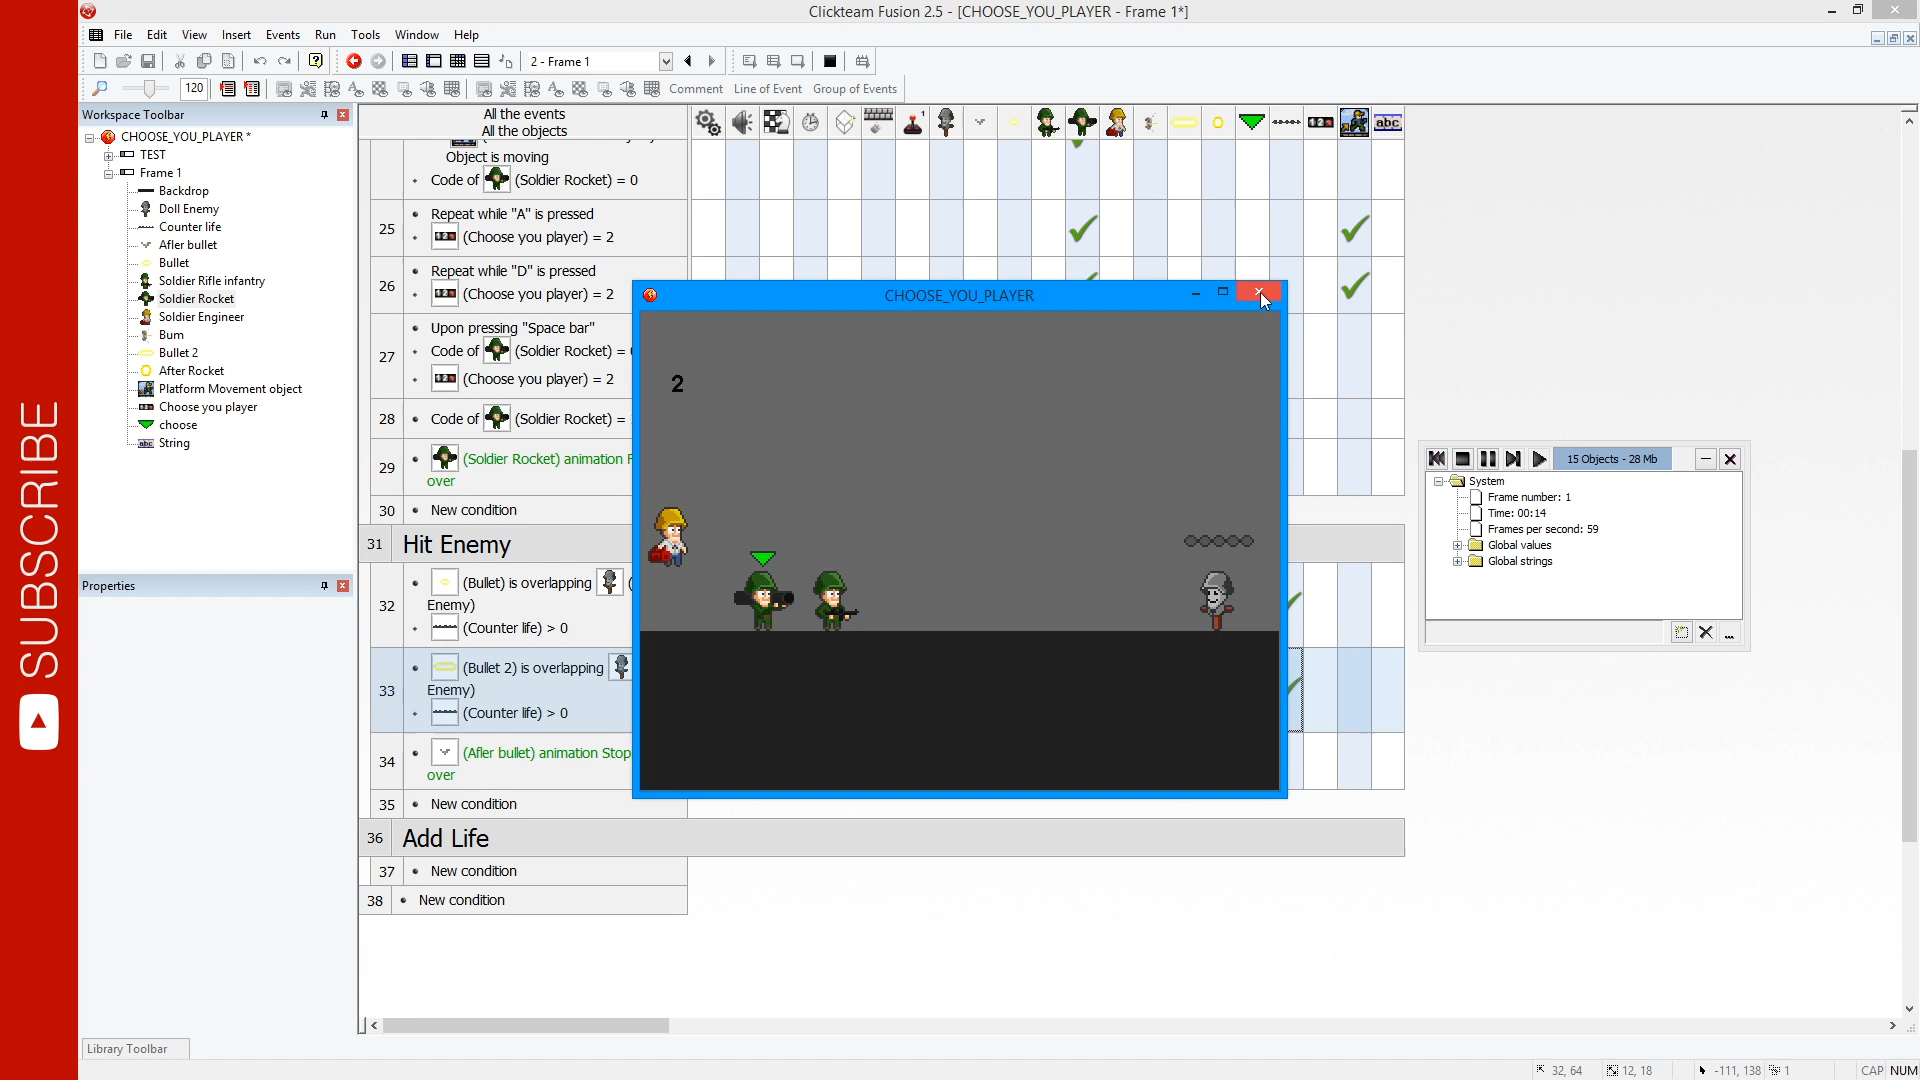 Clickteam Fusion 2.5 - [CHOOSE_YOU_PLAYER - Frame 1*]
File Edit View Insert Events Run Tools Window Help
2 - Frame 1
120
Comment Line of Event Group of Events
Workspace Toolbar
CHOOSE_YOU_PLAYER *
TEST
Frame 1
Backdrop
Doll Enemy
Counter life
Afler bullet
Bullet
Soldier Rifle infantry
Soldier Rocket
Soldier Engineer
Bum
Bullet 2
After Rocket
Platform Movement object
Choose you player
choose
String
Properties
Library Toolbar
SUBSCRIBE
All the events
All the objects
abc
Object is moving
Code of (Soldier Rocket) = 0
25
Repeat while "A" is pressed
(Choose you player) = 2
26
Repeat while "D" is pressed
(Choose you player) = 2
27
Upon pressing "Space bar"
Code of (Soldier Rocket) =
(Choose you player) = 2
28
Code of (Soldier Rocket) =
29
(Soldier Rocket) animation
over
30
New condition
31
Hit Enemy
32
(Bullet) is overlapping
Enemy)
(Counter life) > 0
33
(Bullet 2) is overlapping
Enemy)
(Counter life) > 0
34
(Afler bullet) animation Stop
over
35
New condition
36
Add Life
37
New condition
38
New condition
CHOOSE_YOU_PLAYER
2
15 Objects - 28 Mb
System
Frame number: 1
Time: 00:14
Frames per second: 59
Global values
Global strings
32, 64
12, 18
-111, 138
1
CAP NUM